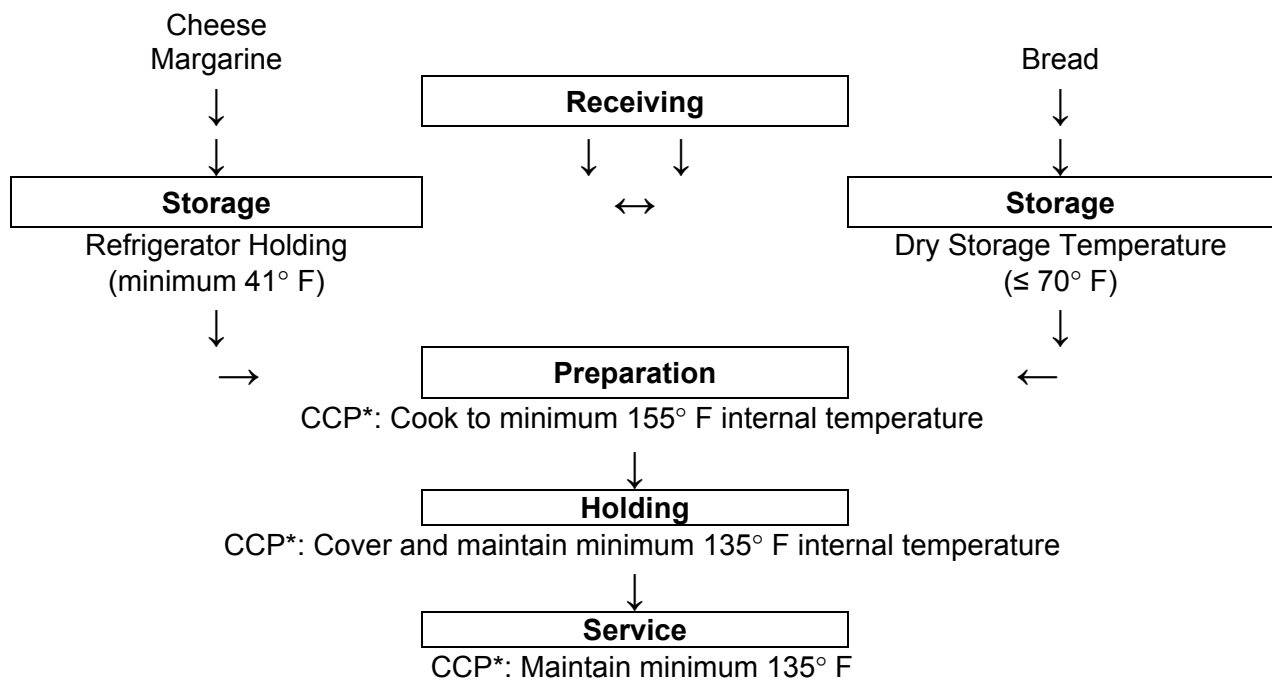 Cheese
Margarine
Bread
Receiving
Storage
Storage
Refrigerator Holding
(minimum 41° F)
Dry Storage Temperature
(≤ 70° F)
Preparation
CCP*: Cook to minimum 155° F internal temperature
Holding
CCP*: Cover and maintain minimum 135° F internal temperature
Service
CCP*: Maintain minimum 135° F